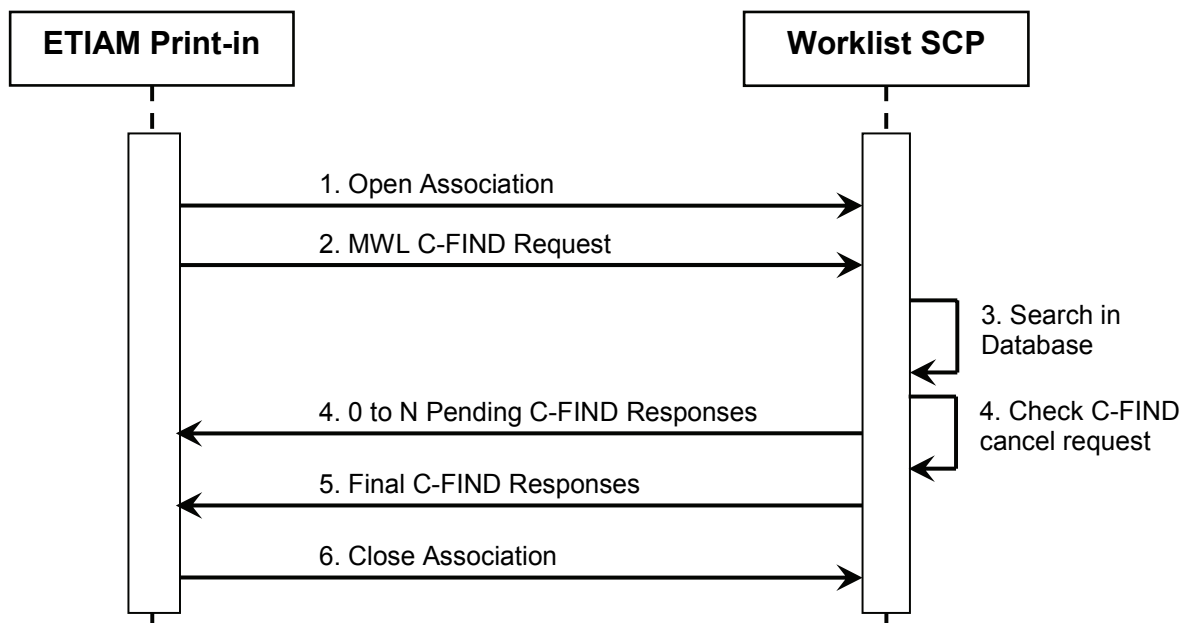 ETIAM Print-in
Worklist SCP
1. Open Association
2. MWL C-FIND Request
3. Search in
Database
4. 0 to N Pending C-FIND Responses
4. Check C-FIND
cancel request
5. Final C-FIND Responses
6. Close Association